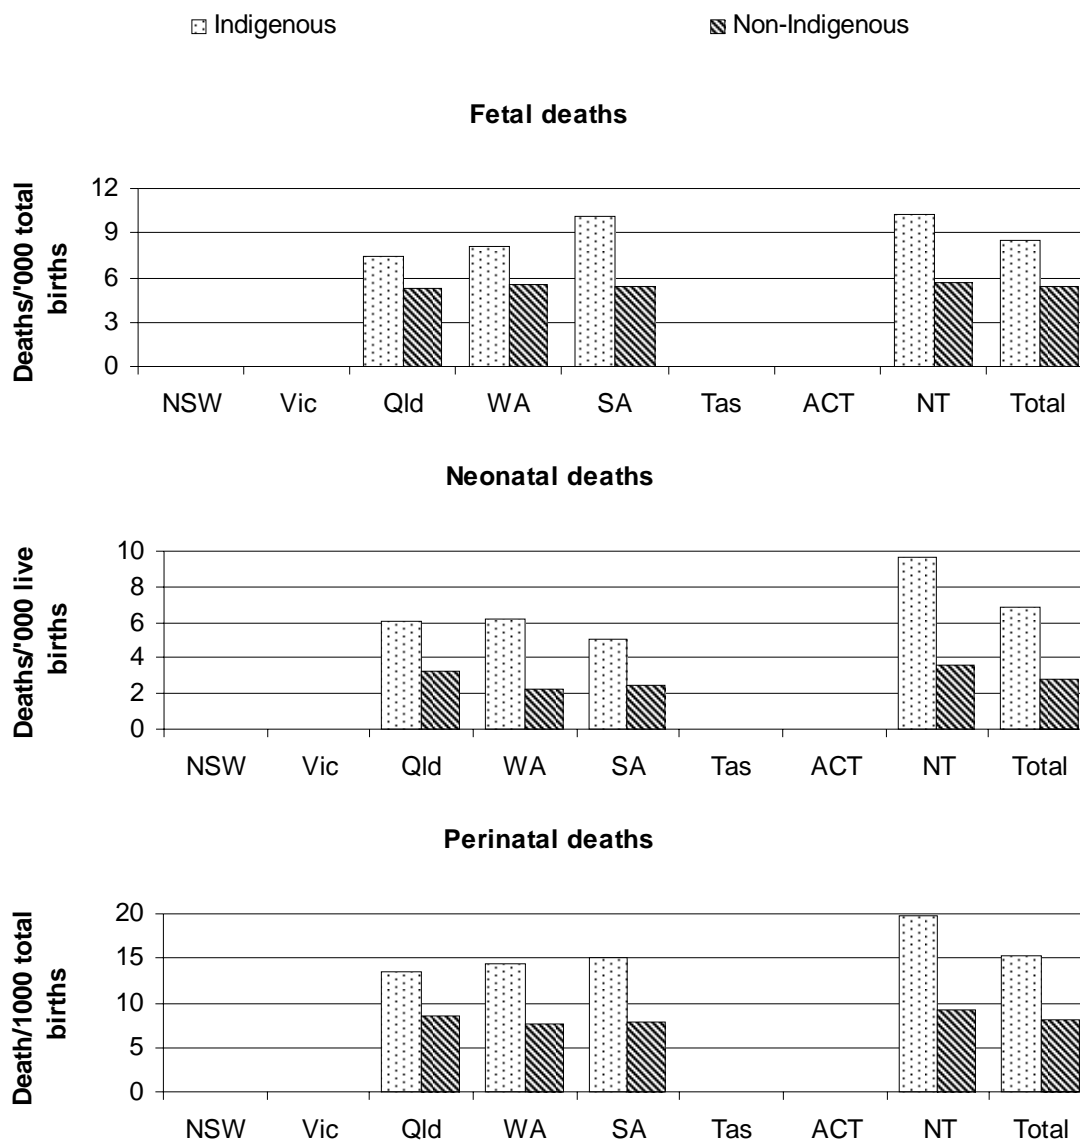 Indigenous Non-Indigenous
Fetal deaths
Deaths/'000 total
births
12
9
6
3
0
NSW Vic Qld WA SA Tas ACT NT Total
Neonatal deaths
Deaths/'000 live
births
10
8
6
4
2
0
NSW Vic Qld WA SA Tas ACT NT Total
Perinatal deaths
Death/1000 total
births
20
15
10
5
0
NSW Vic Qld WA SA Tas ACT NT Total